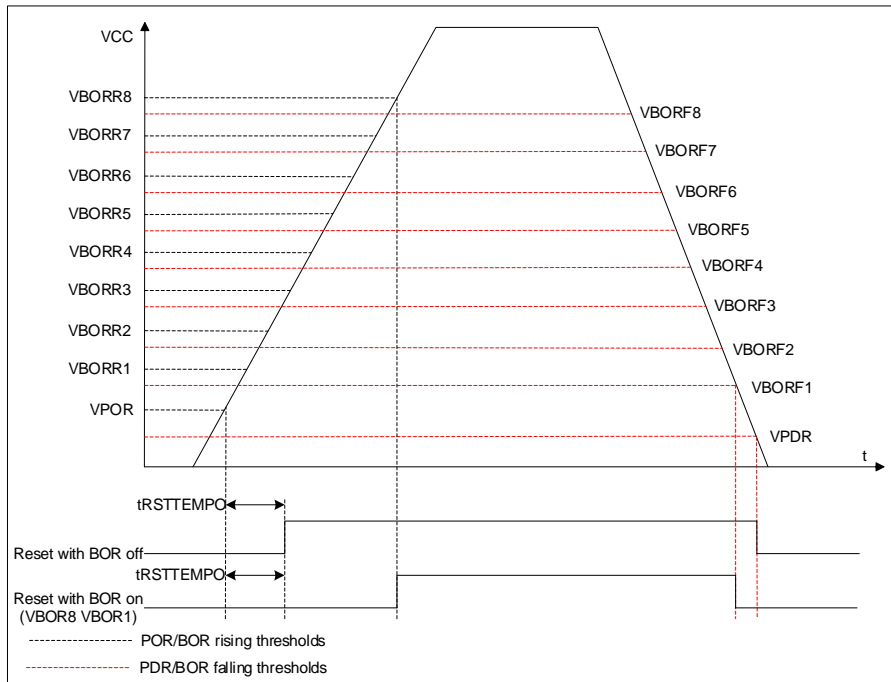 VCC
VBORR8
VBORF8
VBORR7
VBORF7
VBORR6
VBORF6
VBORR5
VBORF5
VBORR4
VBORF4
VBORR3
VBORF3
VBORR2
VBORF2
VBORR1
VBORF1
VPOR
VPDR
t
tRSTTEMPO
Reset with BOR off
tRSTTEMPO
Reset with BOR on
(VBOR8 VBOR1)
POR/BOR rising thresholds
PDR/BOR falling thresholds